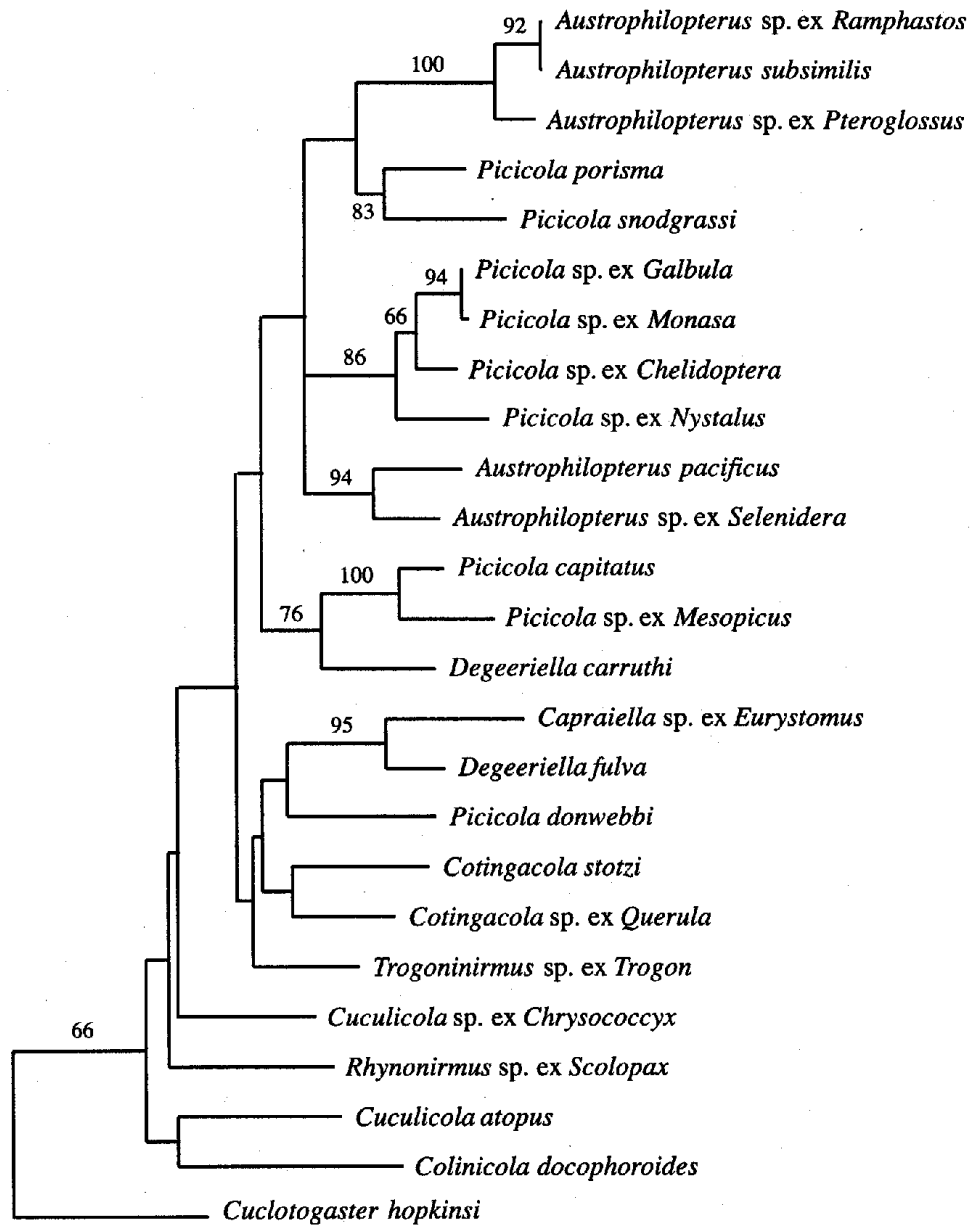 92
Austrophilopterus sp. ex Ramphastos
100
Austrophilopterus subsimilis
Austrophilopterus sp. ex Pteroglossus
Picicola porisma
83
Picicola snodgrassi
94
Picicola sp. ex Galbula
66
Picicola sp. ex Monasa
86
Picicola sp. ex Chelidoptera
Picicola sp. ex Nystalus
94
Austrophilopterus pacificus
Austrophilopterus sp. ex Selenidera
100
Picicola capitatus
76
Picicola sp. ex Mesopicus
Degeeriella carruthi
95
Capraiella sp. ex Eurystomus
Degeeriella fulva
Picicola donwebbi
Cotingacola stotzi
Cotingacola sp. ex Querula
Trogoninirmus sp. ex Trogon
Cuculicola sp. ex Chrysococcyx
66
Rhynonirmus sp. ex Scolopax
Cuculicola atopus
Colinicola docophoroides
Cuclotogaster hopkinsi